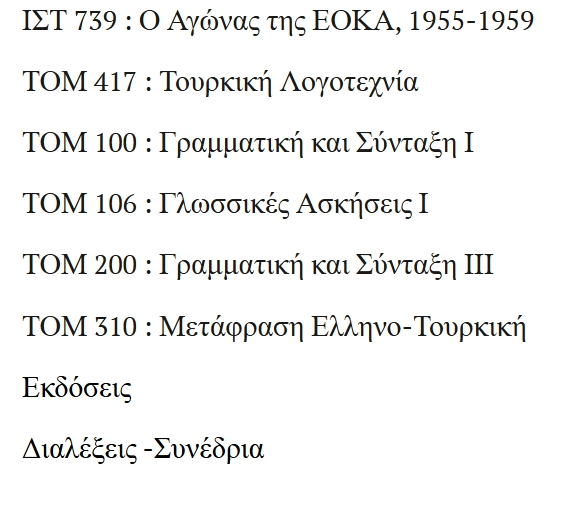 ΙΣΤ 739 : Ο Αγώνας της ΕΟΚΑ, 1955-1959
ΤΟΜ 417 : Τουρκική Λογοτεχνία
ΤΟΜ 100 : Γραμματική και Σύνταξη Ι
ΤΟΜ 106 : Γλωσσικές Ασκήσεις Ι
ΤΟΜ 200 : Γραμματική και Σύνταξη ΙΙΙ
ΤΟΜ 310 : Μετάφραση Ελληνο-Τουρκική
Εκδόσεις
Διαλέξεις -Συνέδρια